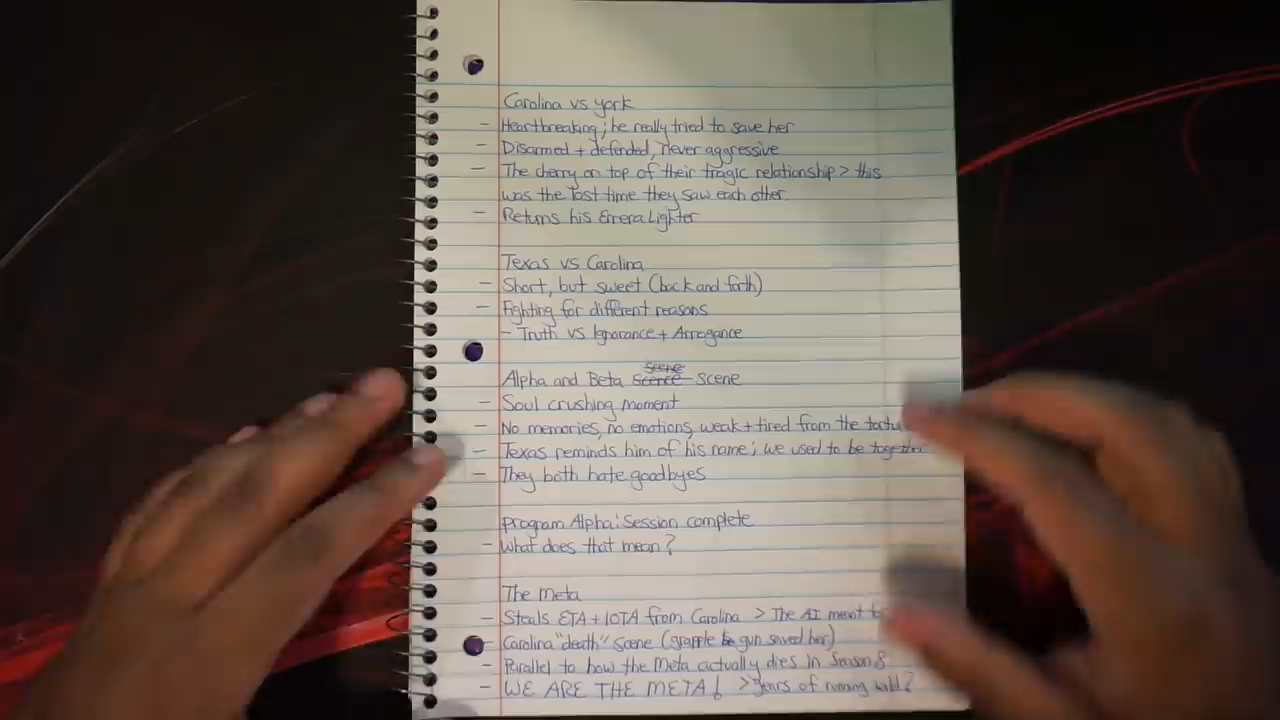 Carolina vs york
- Heartbreaking; he really tried to save her
- Disarmed + defended, never aggressive
- The cherry on top of their tragic relationship > this
was the last time they saw each other.
- Returns his Errera Lighter
Texas vs Carolina
- Short, but sweet (back and forth)
- Fighting for different reasons
- Truth vs Ignorance + Arrogance
Alpha and Beta scene
- Soul crushing moment
- No memories, no emotions, weak + tired from the
- Texas reminds him of his name; we used to be together
- They both hate goodbyes
Program Alpha: Session complete
- What does that mean?
The Meta
- Steals ETA + IOTA from Carolina > The AI meant
- Carolina "death" scene (grapple gun saved her)
- Parallel to how the Meta actually dies in Season 8
- WE ARE THE META! > years of running wild?